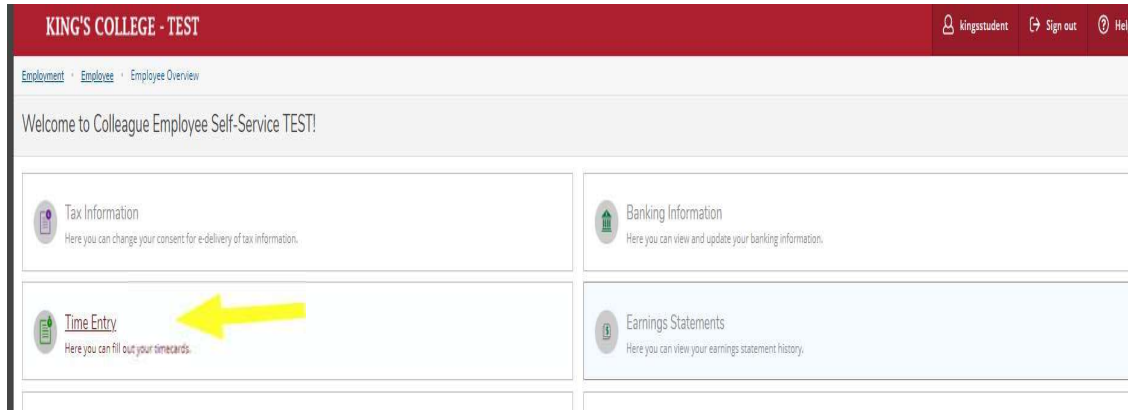 KING'S COLLEGE - TEST
kingsstudent
Sign out
Employment
Employee
Employee Overview
Welcome to Colleague Employee Self-Service TEST!
Tax Information
Here you can change your consent for e-delivery of tax information.
Banking Information
Here you can view and update your banking information.
Time Entry
Here you can fill out your timecards.
Earnings Statements
Here you can view your earnings statement history.